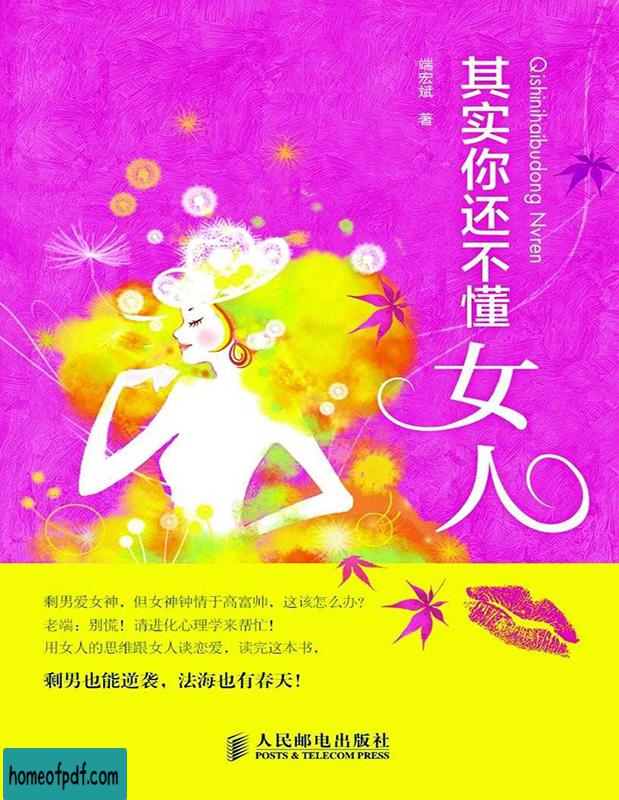 Qishinihaibudong Nvren
其实你还不懂
女人
端宏斌 著
剩男爱女神，但女神钟情于高富帅，这该怎么办？
老端：别慌！请进化心理学来帮忙！
用女人的思维跟女人谈恋爱，读完这本书，
剩男也能逆袭，法海也有春天！
人民邮电出版社
POSTS & TELECOM PRESS
homeofpdf.com